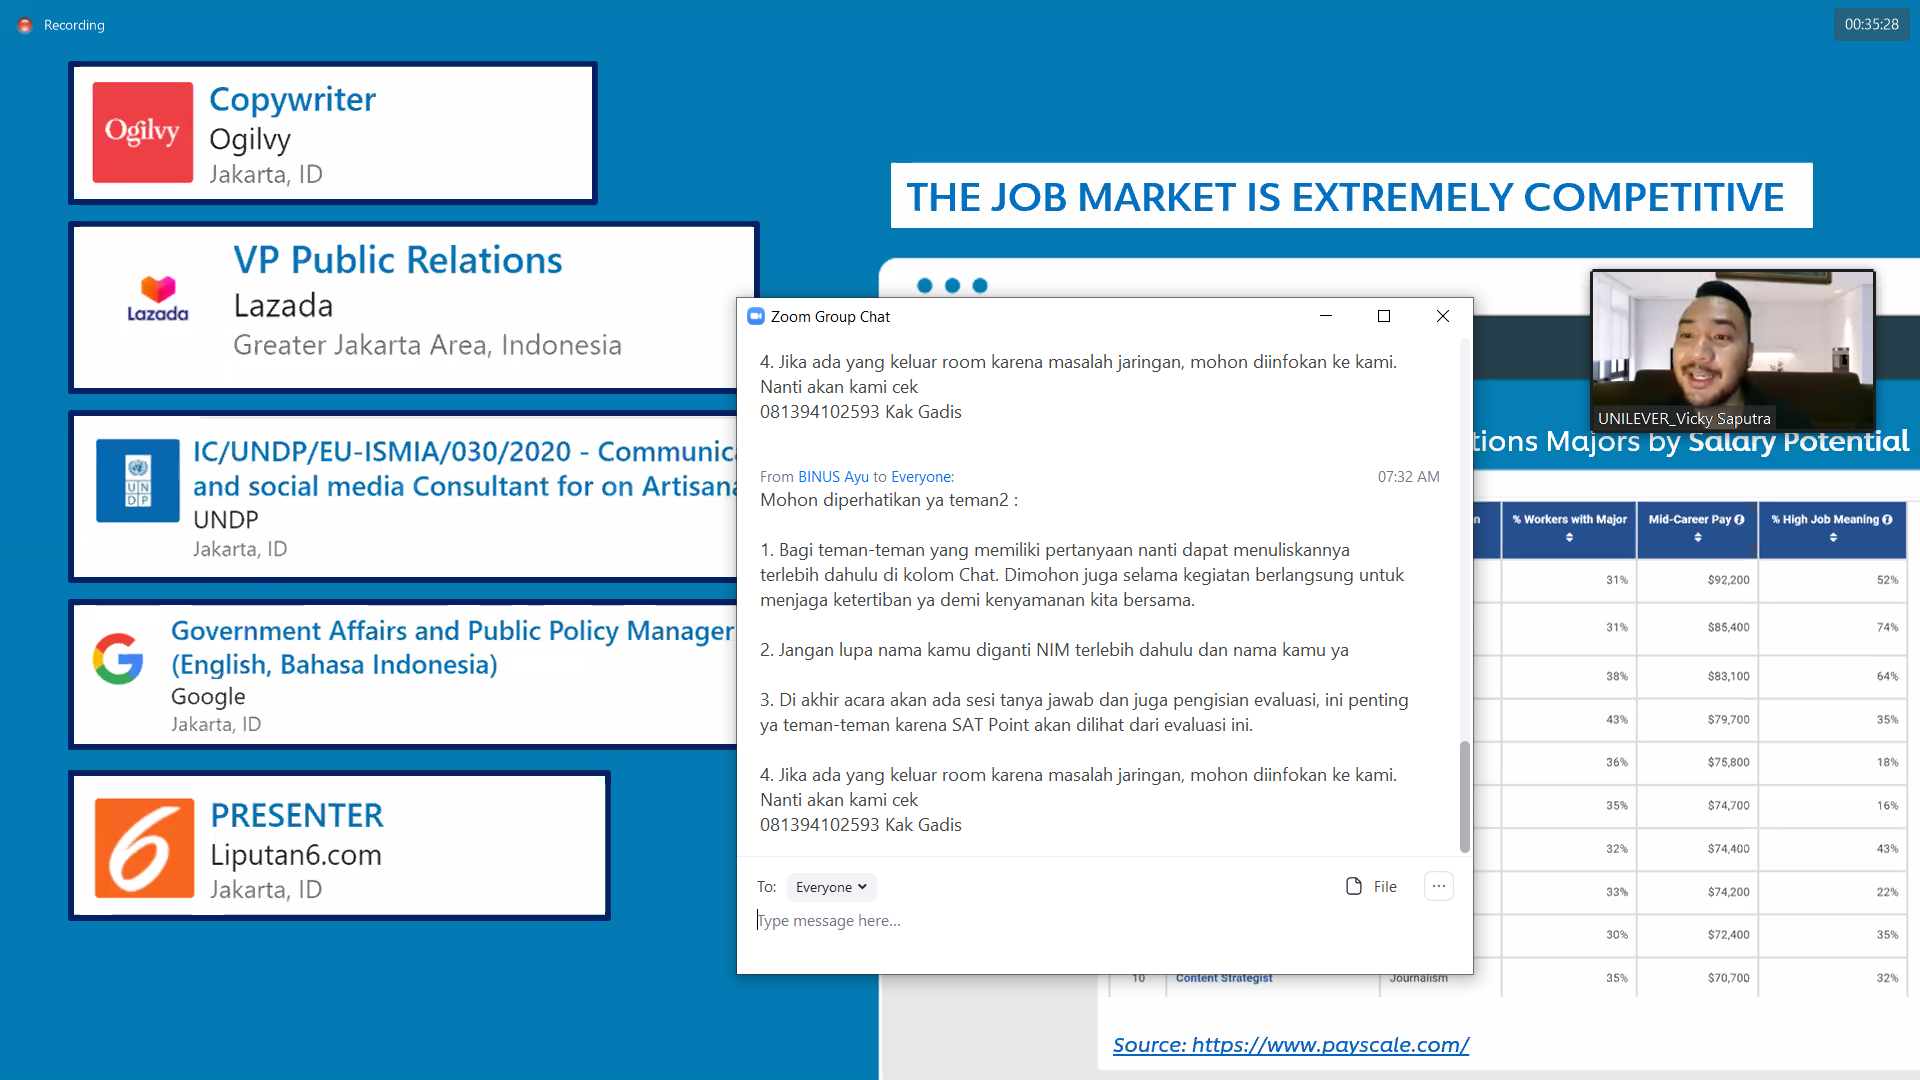 Recording
00:35:28
Ogilvy
Copywriter
Ogilvy
Jakarta, ID
Lazada
VP Public Relations
Lazada
Greater Jakarta Area, Indonesia
U N
D P
IC/UNDP/EU-ISMIA/030/2020 - Communic
and social media Consultant for on Artisana
UNDP
Jakarta, ID
Government Affairs and Public Policy Manager
(English, Bahasa Indonesia)
Google
Jakarta, ID
6
PRESENTER
Liputan6.com
Jakarta, ID
THE JOB MARKET IS EXTREMELY COMPETITIVE
UNILEVER_Vicky Saputra
tions Majors by Salary Potential
Zoom Group Chat
4. Jika ada yang keluar room karena masalah jaringan, mohon diinfokan ke kami.
Nanti akan kami cek
081394102593 Kak Gadis
From BINUS Ayu to Everyone:
07:32 AM
Mohon diperhatikan ya teman2 :
1. Bagi teman-teman yang memiliki pertanyaan nanti dapat menuliskannya
terlebih dahulu di kolom Chat. Dimohon juga selama kegiatan berlangsung untuk
menjaga ketertiban ya demi kenyamanan kita bersama.
2. Jangan lupa nama kamu diganti NIM terlebih dahulu dan nama kamu ya
3. Di akhir acara akan ada sesi tanya jawab dan juga pengisian evaluasi, ini penting
ya teman-teman karena SAT Point akan dilihat dari evaluasi ini.
4. Jika ada yang keluar room karena masalah jaringan, mohon diinfokan ke kami.
Nanti akan kami cek
081394102593 Kak Gadis
To: Everyone
File
Type message here...
n % Workers with Major Mid-Career Pay % High Job Meaning
31% $92,200 52%
31% $85,400 74%
38% $83,100 64%
43% $79,700 35%
36% $75,800 18%
35% $74,700 16%
32% $74,400 43%
33% $74,200 22%
30% $72,400 35%
10 Content Strategist Journalism 35% $70,700 32%
Source: https://www.payscale.com/